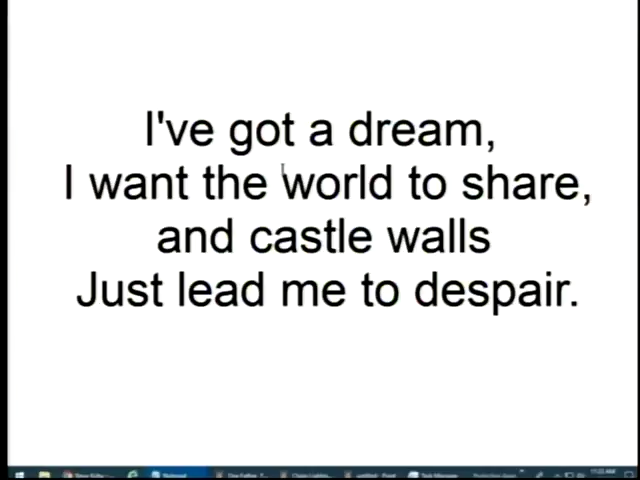 I've got a dream,
I want the world to share,
and castle walls
Just lead me to despair.